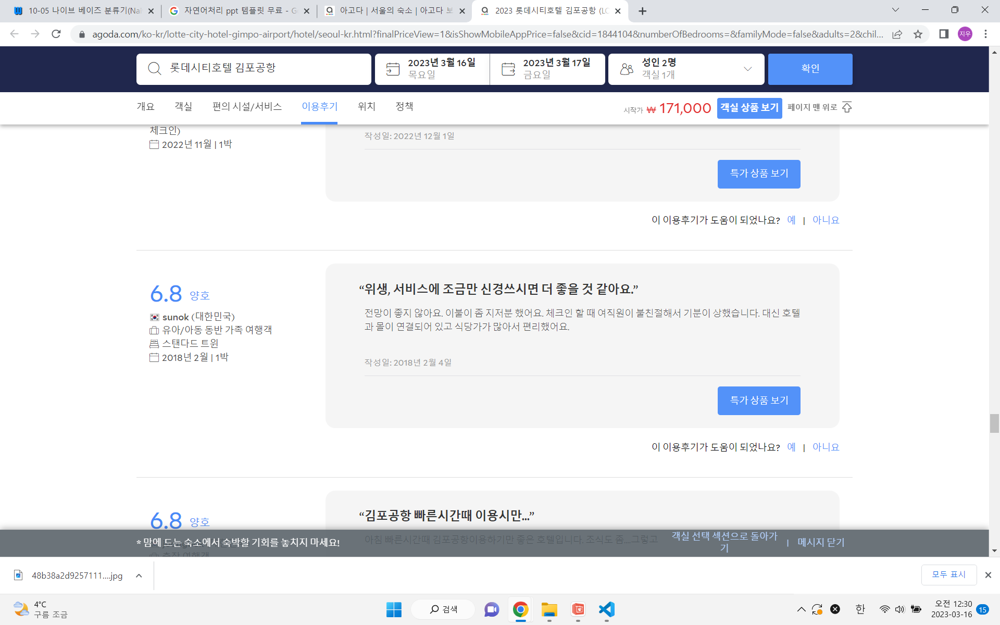 10-05 나이브 베이즈 분류기(Nai
자연어처리 ppt 템플릿 무료 - G
아고다 | 서울의 숙소 | 아고다 보
2023 롯데시티호텔 김포공항 (LO
agoda.com/ko-kr/lotte-city-hotel-gimpo-airport/hotel/seoul-kr.html?finalPriceView=1&isShowMobileAppPrice=false&cid=1844104&numberOfBedrooms=&familyMode=false&adults=2&chil...
지우
롯데시티호텔 김포공항
2023년 3월 16일
목요일
2023년 3월 17일
금요일
성인 2명
객실 1개
확인
개요 객실 편의 시설/서비스 이용후기 위치 정책
시작가 ₩ 171,000
객실 상품 보기
페이지 맨 위로
체크인)
2022년 11월 | 1박
작성일: 2022년 12월 1일
특가 상품 보기
이 이용후기가 도움이 되었나요? 예 | 아니요
6.8 양호
sunok (대한민국)
유아/아동 동반 가족 여행객
스탠다드 트윈
2018년 2월 | 1박
“위생, 서비스에 조금만 신경쓰시면 더 좋을 것 같아요.”
전망이 좋지 않아요. 이불이 좀 지저분 했어요. 체크인 할 때 여직원이 불친절해서 기분이 상했습니다. 대신 호텔
과 몰이 연결되어 있고 식당가가 많아서 편리했어요.
작성일: 2018년 2월 4일
특가 상품 보기
이 이용후기가 도움이 되었나요? 예 | 아니요
6.8 양호
“김포공항 빠른시간때 이용시만...”
아침 빠른시간때 김포공항이용하기만 좋은 호텔입니다. 조식도 좀....그렇고
출장 여행객
* 맘에 드는 숙소에서 숙박할 기회를 놓치지 마세요!
객실 선택 섹션으로 돌아가
기
| 메시지 닫기
48b38a2d9257111....jpg
모두 표시
4°C
구름 조금
검색
한
오전 12:30
2023-03-16
15